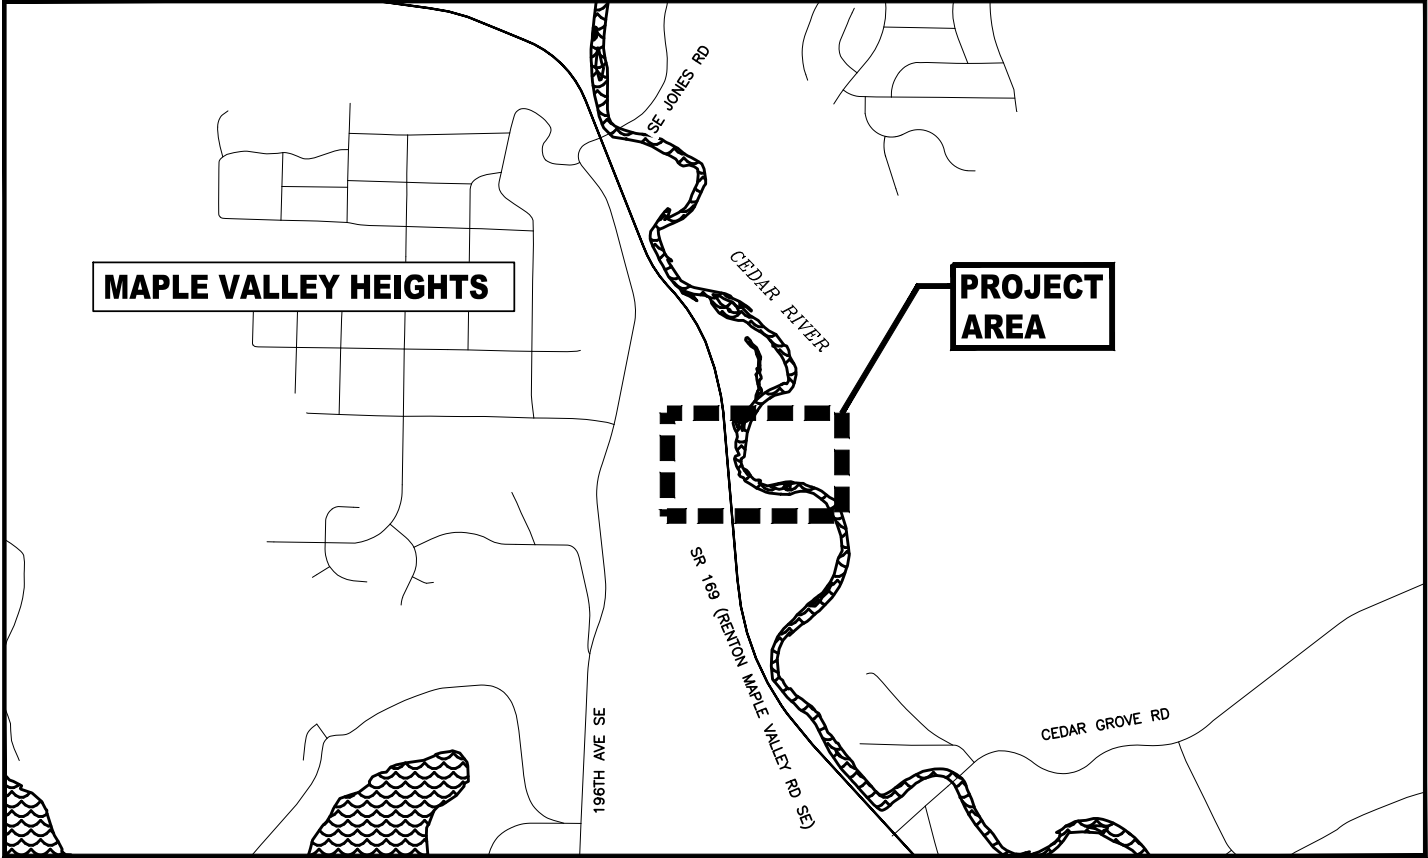 SE JONES RD
CEDAR RIVER
MAPLE VALLEY HEIGHTS
PROJECT
AREA
SR 169 (RENTON MAPLE VALLEY RD SE)
196TH AVE SE
CEDAR GROVE RD